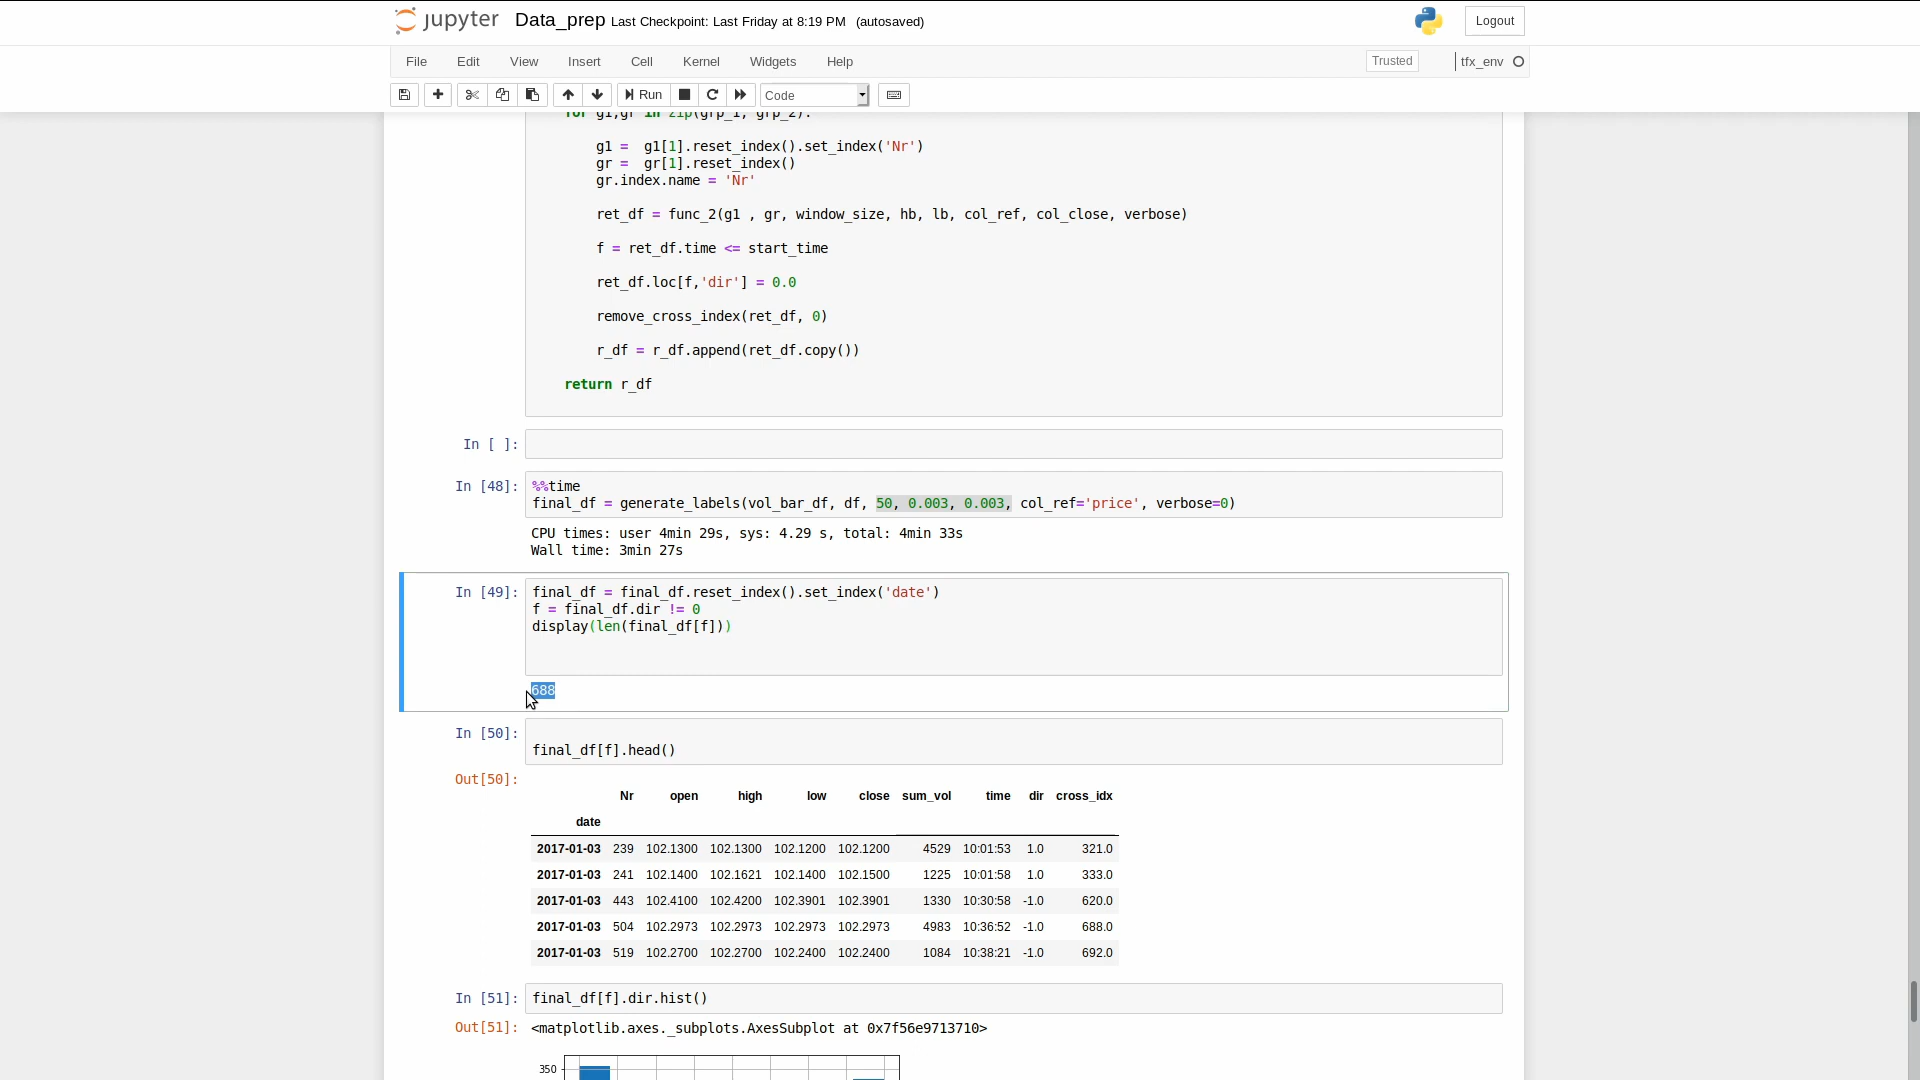 jupyter Data_prep Last Checkpoint: Last Friday at 8:19 PM (autosaved) Logout
File Edit View Insert Cell Kernel Widgets Help Trusted tfx_env
Run Code
for g1,gr in zip(grp_1, grp_2):
g1 = g1[1].reset_index().set_index('Nr')
gr = gr[1].reset_index()
gr.index.name = 'Nr'
ret_df = func_2(g1 , gr, window_size, hb, lb, col_ref, col_close, verbose)
f = ret_df.time <= start_time
ret_df.loc[f,'dir'] = 0.0
remove_cross_index(ret_df, 0)
r_df = r_df.append(ret_df.copy())
return r_df
In [ ]:
In [48]: %%time
final_df = generate_labels(vol_bar_df, df, 50, 0.003, 0.003, col_ref='price', verbose=0)
CPU times: user 4min 29s, sys: 4.29 s, total: 4min 33s
Wall time: 3min 27s
In [49]: final_df = final_df.reset_index().set_index('date')
f = final_df.dir != 0
display(len(final_df[f]))
688
In [50]:
final_df[f].head()
Out[50]:
Nr open high low close sum_vol time dir cross_idx
date
2017-01-03 239 102.1300 102.1300 102.1200 102.1200 4529 10:01:53 1.0 321.0
2017-01-03 241 102.1400 102.1621 102.1400 102.1500 1225 10:01:58 1.0 333.0
2017-01-03 443 102.4100 102.4200 102.3901 102.3901 1330 10:30:58 -1.0 620.0
2017-01-03 504 102.2973 102.2973 102.2973 102.2973 4983 10:36:52 -1.0 688.0
2017-01-03 519 102.2700 102.2700 102.2400 102.2400 1084 10:38:21 -1.0 692.0
In [51]: final_df[f].dir.hist()
Out[51]: <matplotlib.axes._subplots.AxesSubplot at 0x7f56e9713710>
350